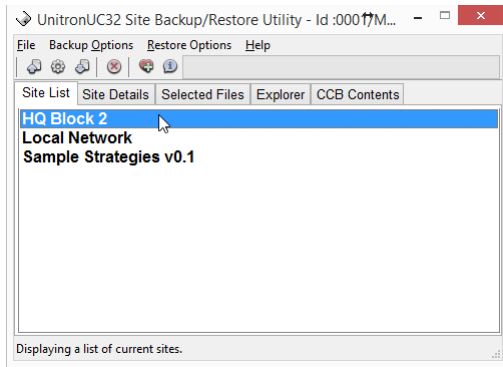 UnitronUC32 Site Backup/Restore Utility - Id :0001/M...
File Backup Options Restore Options Help
Site List Site Details Selected Files Explorer CCB Contents
HQ Block 2
Local Network
Sample Strategies v0.1
Displaying a list of current sites.